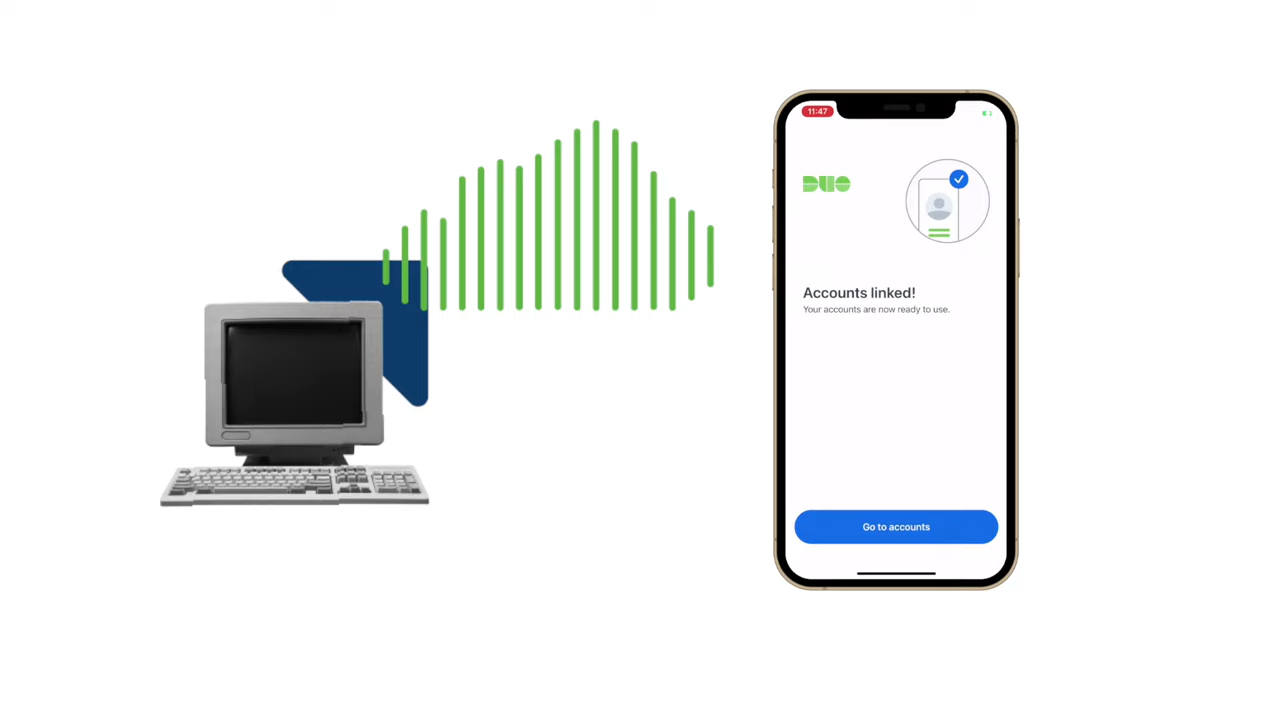 11:47
DUO
Accounts linked!
Your accounts are now ready to use.
Go to accounts